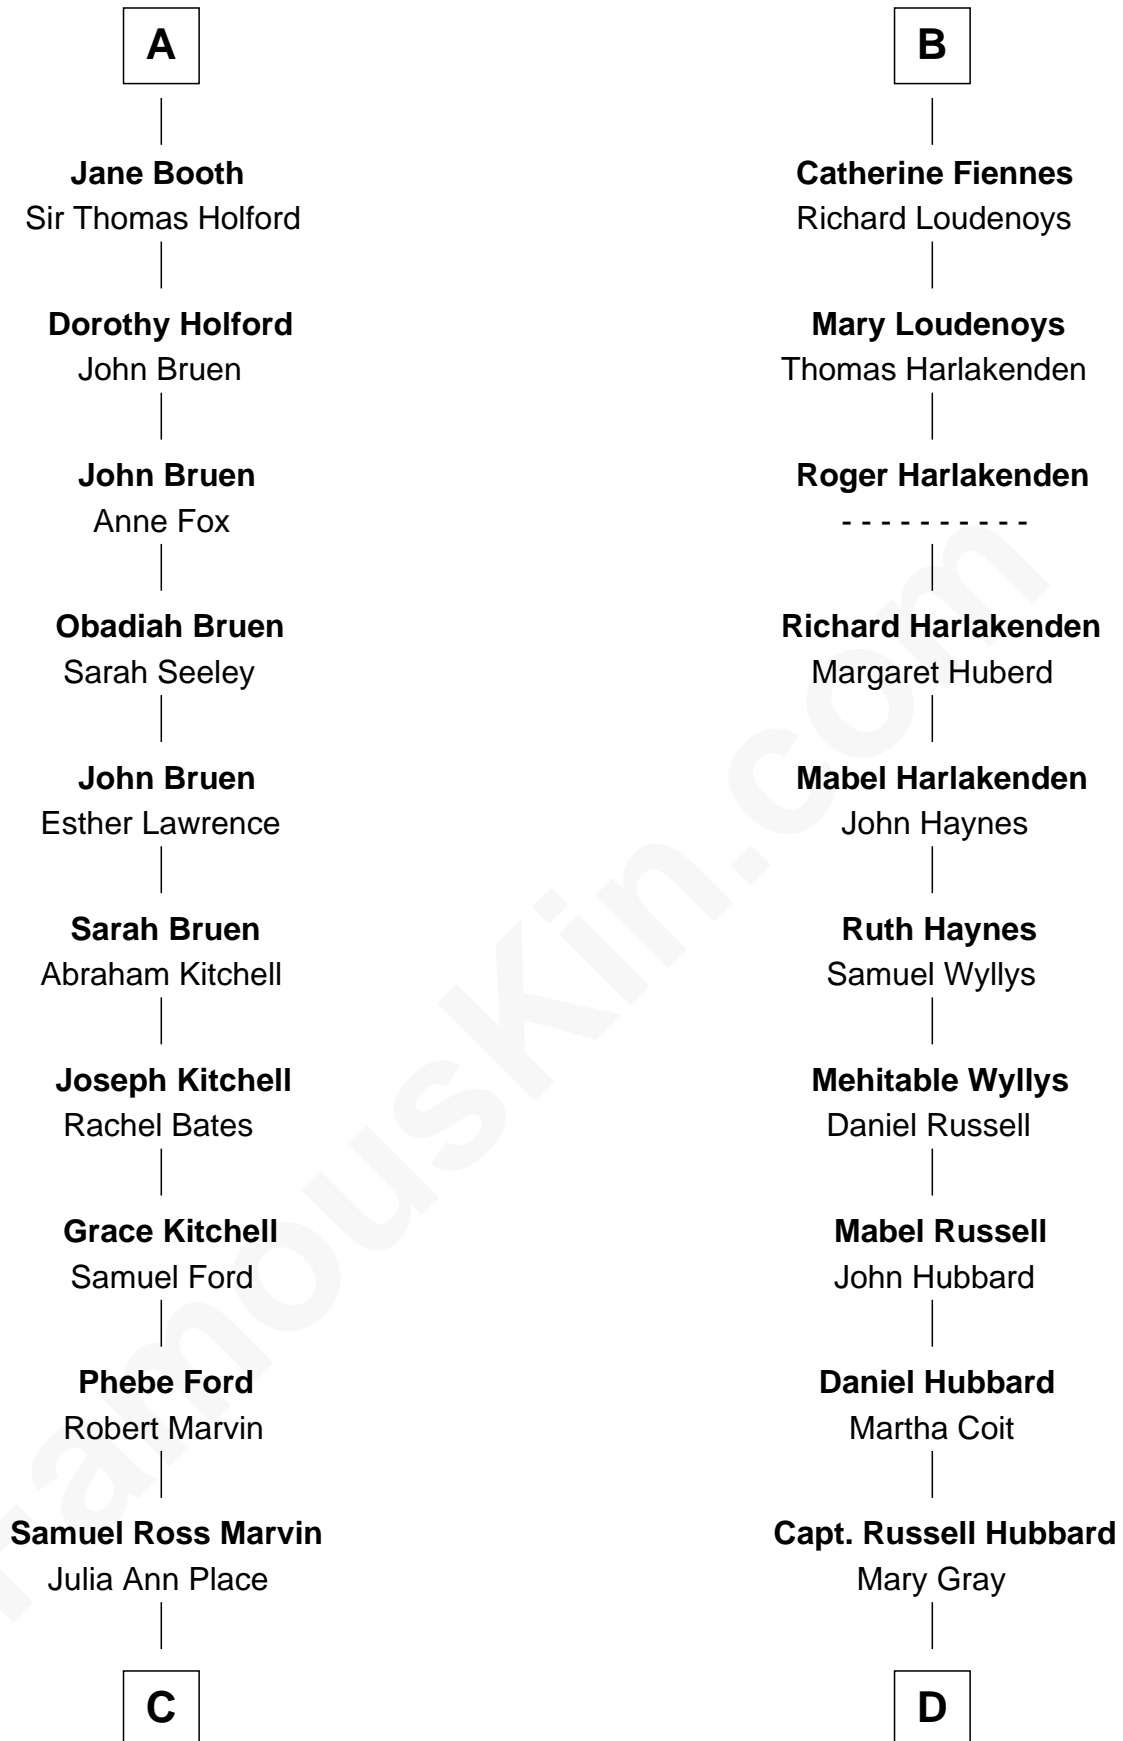 A
Jane Booth
Sir Thomas Holford
Dorothy Holford
John Bruen
John Bruen
Anne Fox
Obadiah Bruen
Sarah Seeley
John Bruen
Esther Lawrence
Sarah Bruen
Abraham Kitchell
Joseph Kitchell
Rachel Bates
Grace Kitchell
Samuel Ford
Phebe Ford
Robert Marvin
Samuel Ross Marvin
Julia Ann Place
C
B
Catherine Fiennes
Richard Loudenoys
Mary Loudenoys
Thomas Harlakenden
Roger Harlakenden
- - - - - - - - - -
Richard Harlakenden
Margaret Huberd
Mabel Harlakenden
John Haynes
Ruth Haynes
Samuel Wyllys
Mehitable Wyllys
Daniel Russell
Mabel Russell
John Hubbard
Daniel Hubbard
Martha Coit
Capt. Russell Hubbard
Mary Gray
D
FamousKin.com